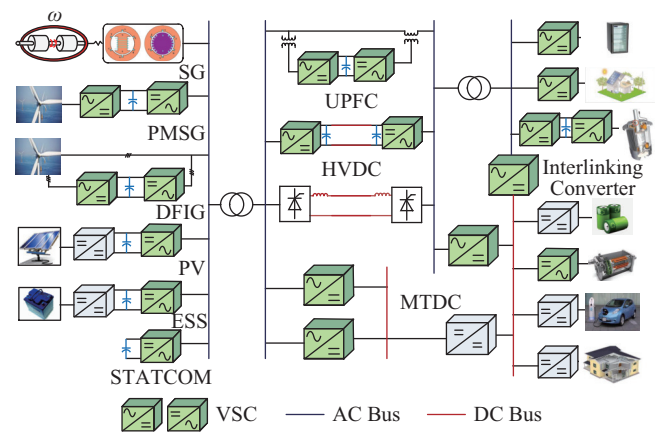 ω
SG
UPFC
PMSG
HVDC
Interlinking
Converter
DFIG
PV
MTDC
ESS
STATCOM
VSC
AC Bus
DC Bus